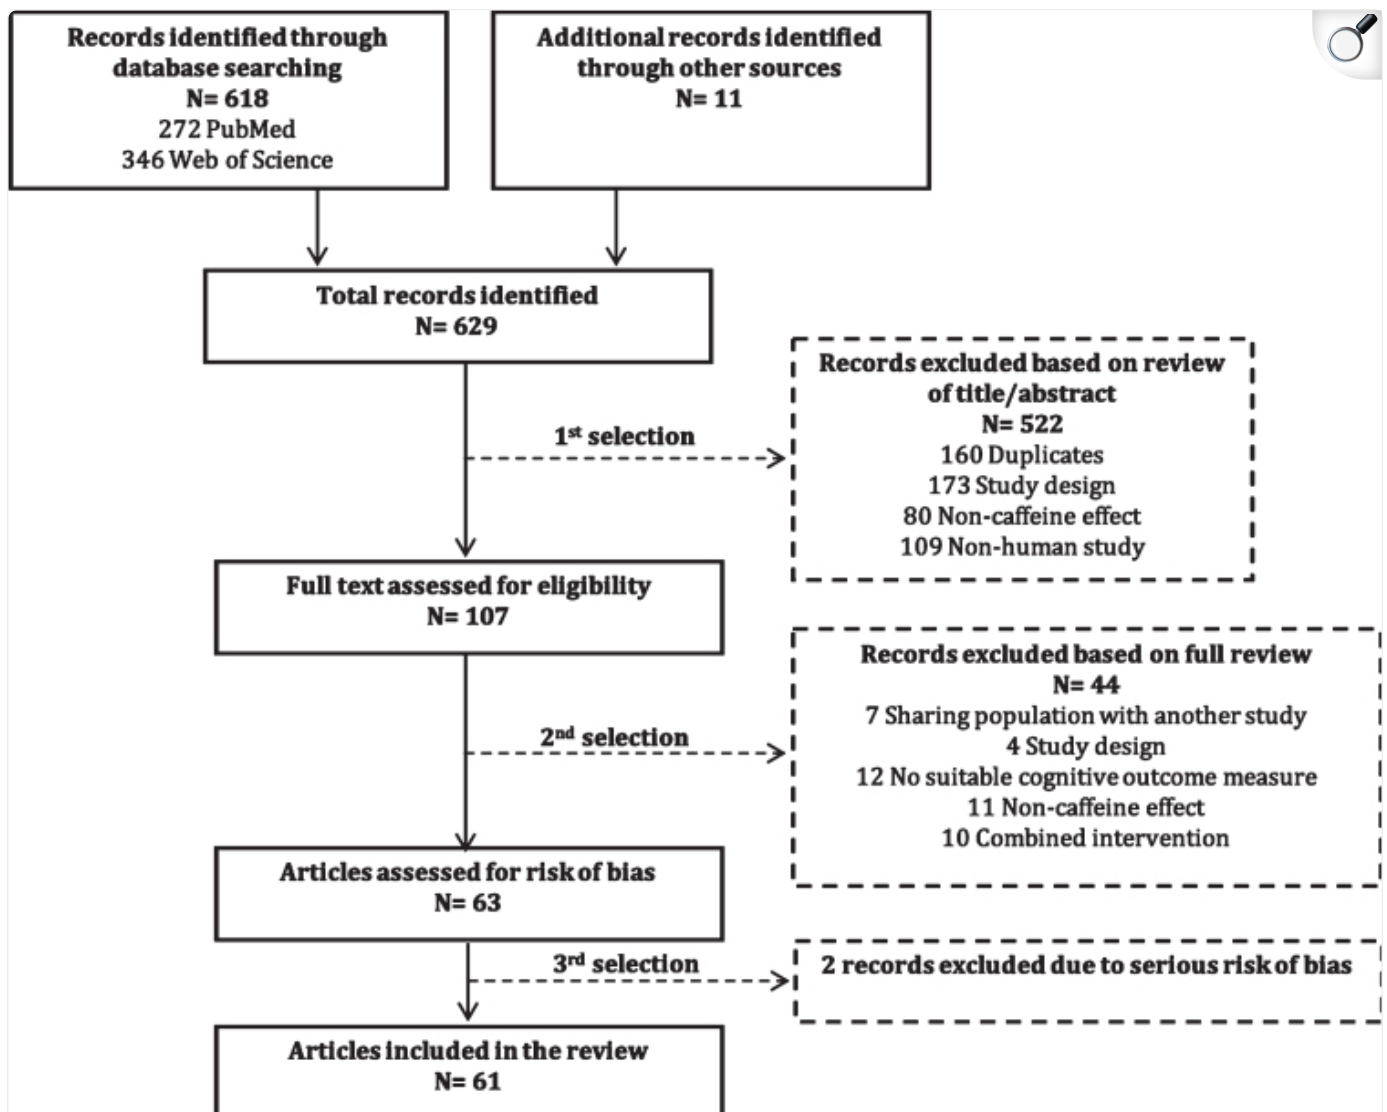 Records identified through
database searching
N= 618
272 PubMed
346 Web of Science
Additional records identified
through other sources
N= 11
Total records identified
N= 629
1st selection
Records excluded based on review
of title/abstract
N= 522
160 Duplicates
173 Study design
80 Non-caffeine effect
109 Non-human study
Full text assessed for eligibility
N= 107
2nd selection
Records excluded based on full review
N= 44
7 Sharing population with another study
4 Study design
12 No suitable cognitive outcome measure
11 Non-caffeine effect
10 Combined intervention
Articles assessed for risk of bias
N= 63
3rd selection
2 records excluded due to serious risk of bias
Articles included in the review
N= 61